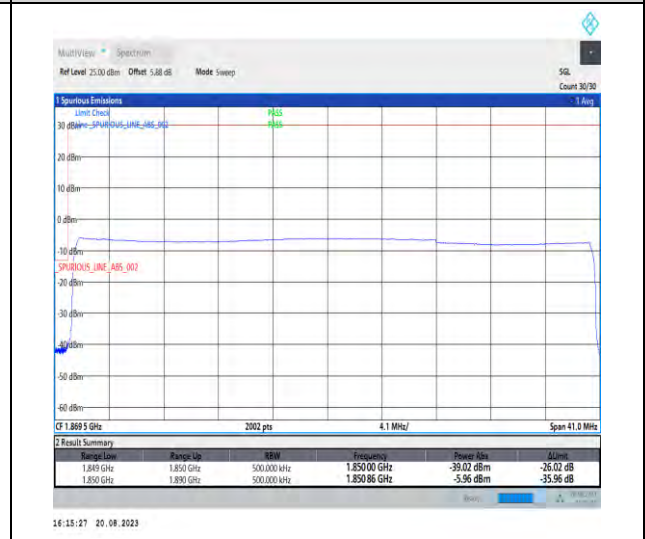 MultiView Spectrum
Ref Level 25.00 dBm Offset 5.88 dB Mode Sweep SGL
Count 30/30
1 Spurious Emissions 1 Avg
Limit Check PASS
30 dBm _SPURIOUS_LINE_ABS_002 PASS
20 dBm
10 dBm
0 dBm
-10 dBm
_SPURIOUS_LINE_ABS_002
-20 dBm
-30 dBm
-40 dBm
-50 dBm
-60 dBm
CF 1.869 5 GHz 2002 pts 4.1 MHz/ Span 41.0 MHz
2 Result Summary
Range Low Range Up RBW Frequency Power Abs ΔLimit
1.849 GHz 1.850 GHz 500.000 kHz 1.85000 GHz -39.02 dBm -26.02 dB
1.850 GHz 1.890 GHz 500.000 kHz 1.85086 GHz -5.96 dBm -35.96 dB
16:15:27 20.08.2023